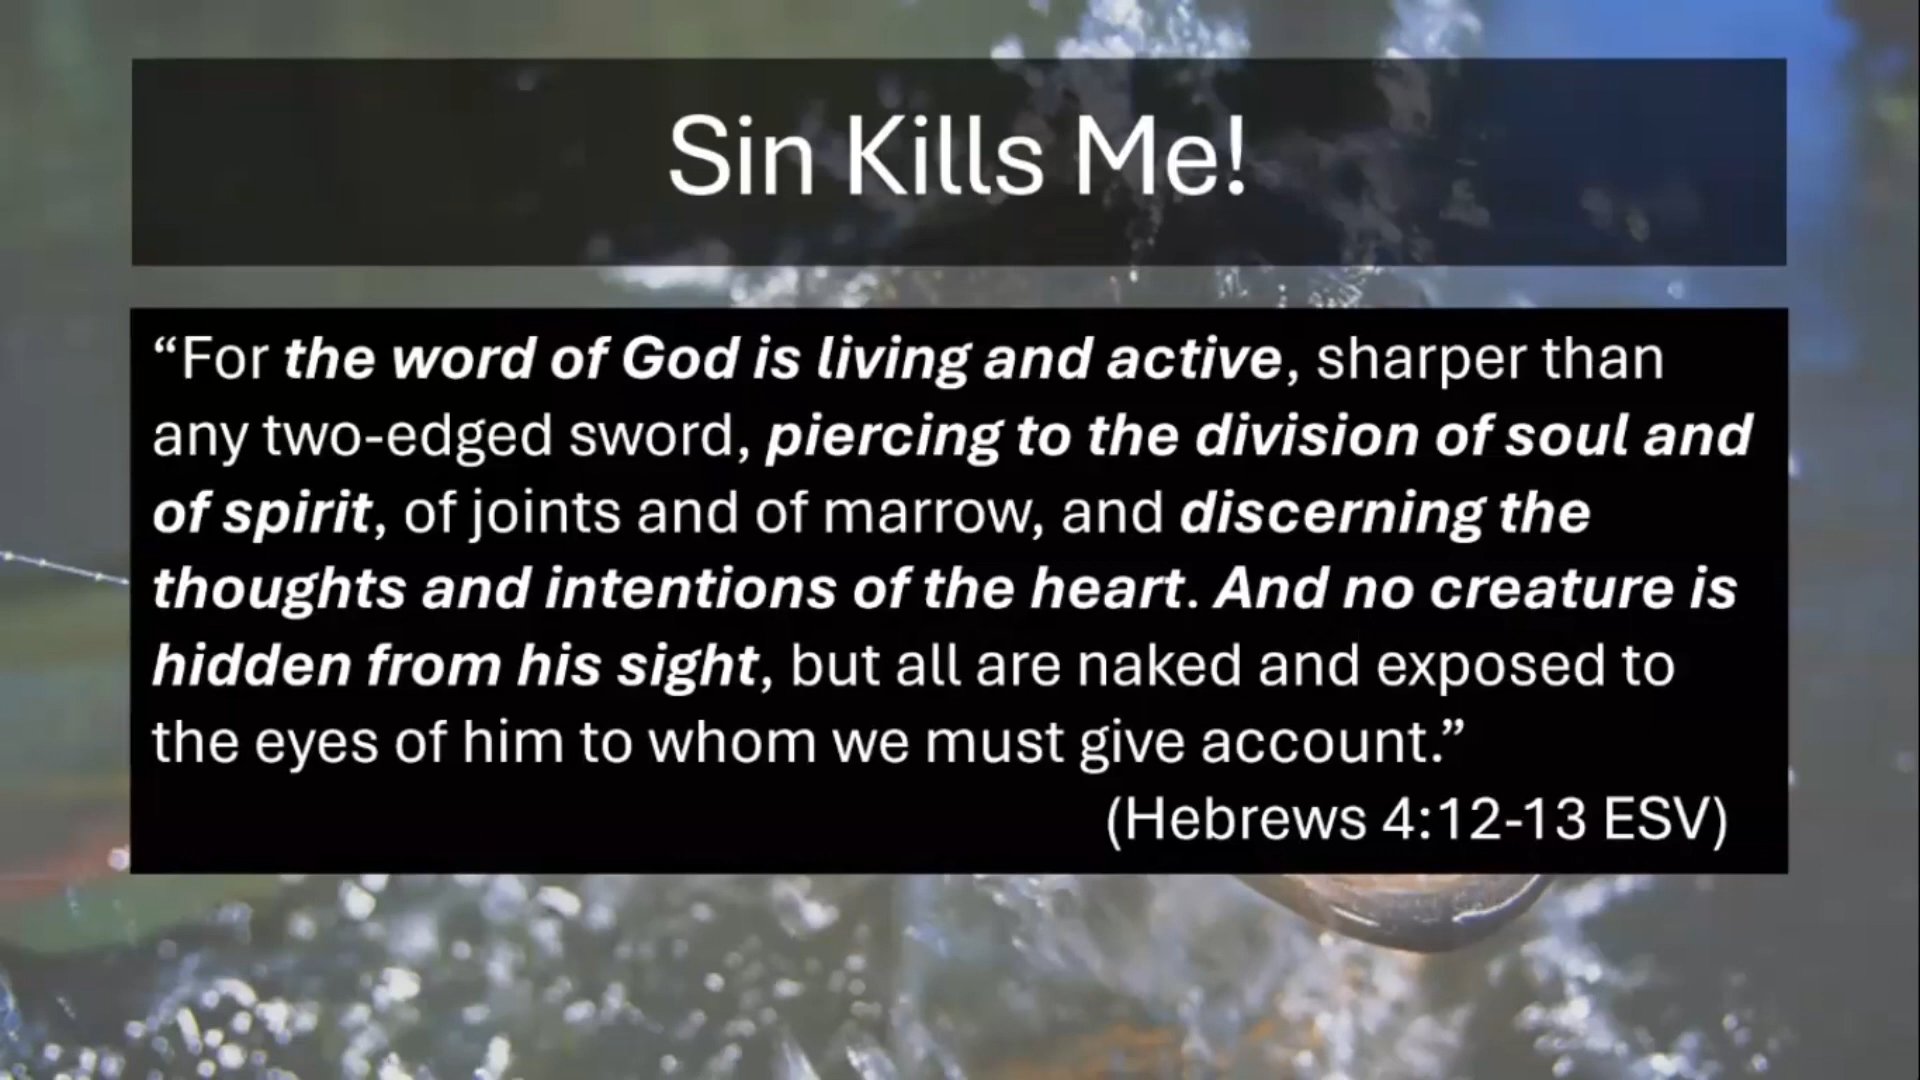 Sin Kills Me!
“For the word of God is living and active, sharper than
any two-edged sword, piercing to the division of soul and
of spirit, of joints and of marrow, and discerning the
thoughts and intentions of the heart. And no creature is
hidden from his sight, but all are naked and exposed to
the eyes of him to whom we must give account.”
(Hebrews 4:12-13 ESV)